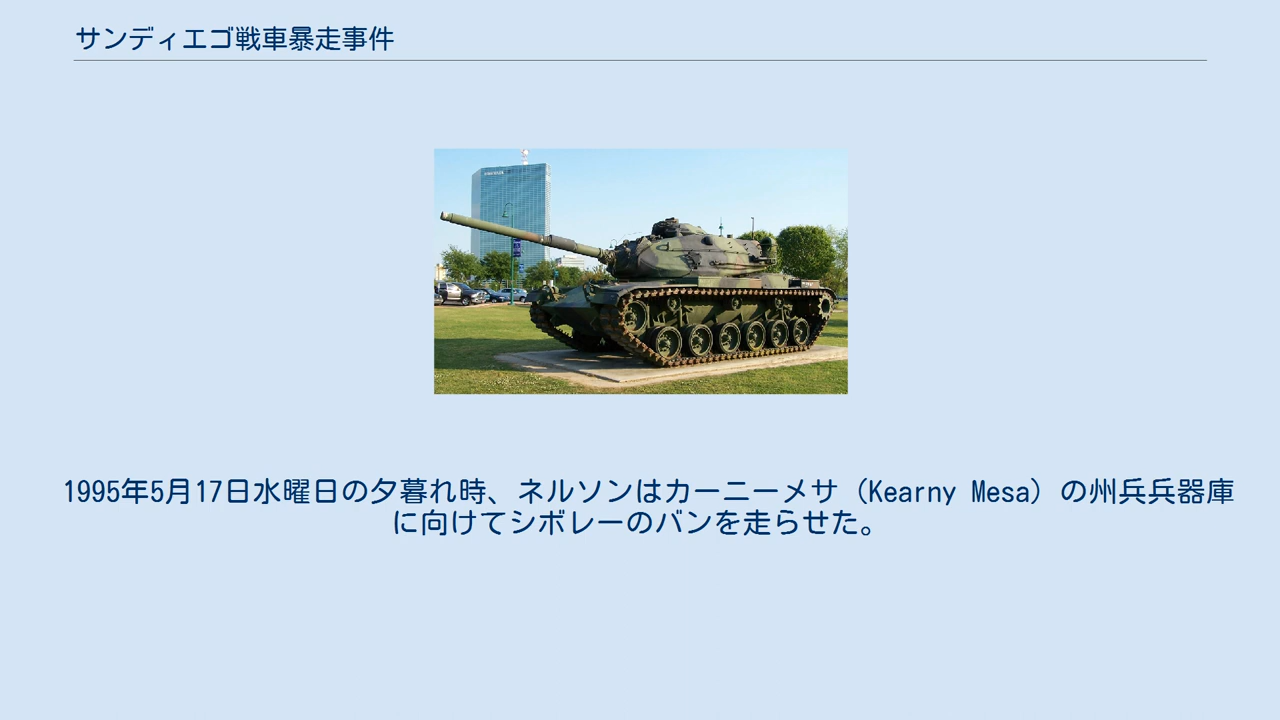 サンディエゴ戦車暴走事件
1995年5月17日水曜日の夕暮れ時、ネルソンはカーニーメサ（Kearny Mesa）の州兵兵器庫
に向けてシボレーのバンを走らせた。